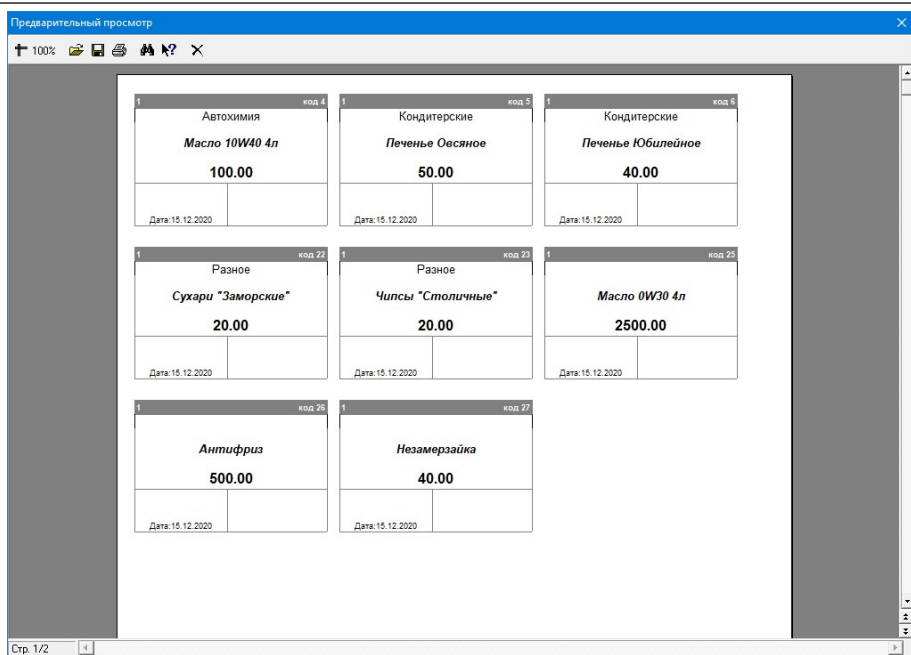 Предварительный просмотр
100%
1 код 4
Автохимия
Масло 10W40 4л
100.00
Дата:15.12.2020
1 код 5
Кондитерские
Печенье Овсяное
50.00
Дата:15.12.2020
1 код 6
Кондитерские
Печенье Юбилейное
40.00
Дата:15.12.2020
1 код 22
Разное
Сухари "Заморские"
20.00
Дата:15.12.2020
1 код 23
Разное
Чипсы "Столичные"
20.00
Дата:15.12.2020
1 код 25
Масло 0W30 4л
2500.00
Дата:15.12.2020
1 код 26
Антифриз
500.00
Дата:15.12.2020
1 код 27
Незамерзайка
40.00
Дата:15.12.2020
Стр. 1/2